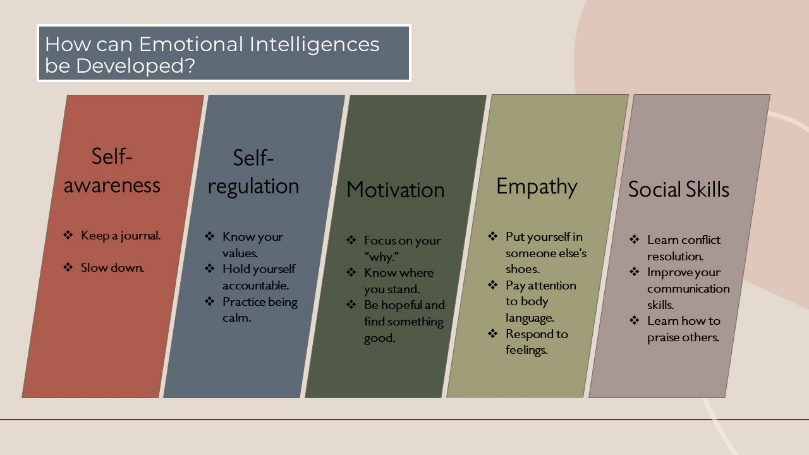 How can Emotional Intelligences
be Developed?
Self-
awareness
❖ Keep a journal.
❖ Slow down.
Self-
regulation
❖ Know your
values.
❖ Hold yourself
accountable.
❖ Practice being
calm.
Motivation
❖ Focus on your
“why.”
❖ Know where
you stand.
❖ Be hopeful and
find something
good.
Empathy
❖ Put yourself in
someone else’s
shoes.
❖ Pay attention
to body
language.
❖ Respond to
feelings.
Social Skills
❖ Learn conflict
resolution.
❖ Improve your
communication
skills.
❖ Learn how to
praise others.